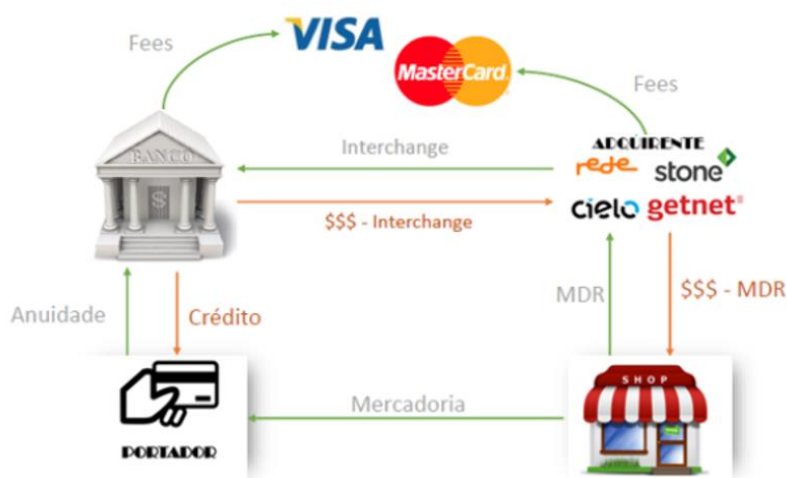 Fees
VISA
MasterCard
Fees
BANCO
Interchange
ADQUIRENTE
rede
stone
$
$$$ - Interchange
cielo getnet
Anuidade
Crédito
MDR
$$$ - MDR
SHOP
Mercadoria
PORTADOR